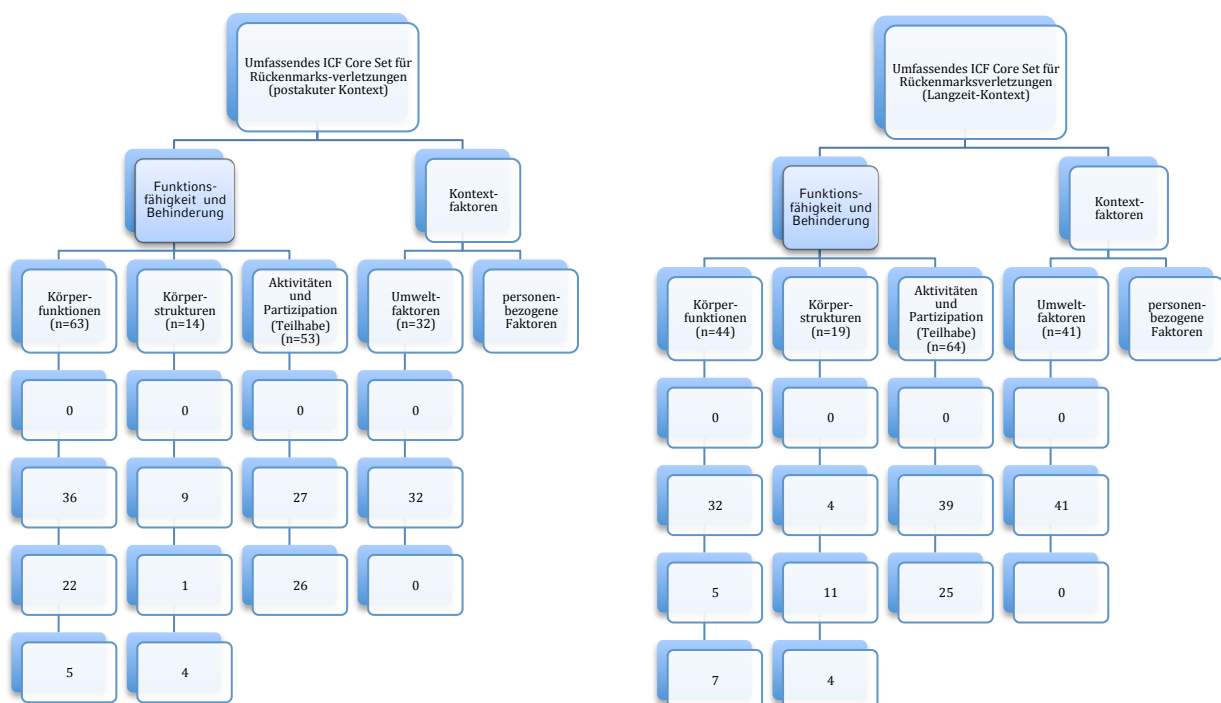 Umfassendes ICF Core Set für
Rückenmarks-verletzungen
(postakuter Kontext)
Funktions-
fähigkeit und
Behinderung
Kontext-
faktoren
Körper-
funktionen
(n=63)
Körper-
strukturen
(n=14)
Aktivitäten
und
Partizipation
(Teilhabe)
(n=53)
Umwelt-
faktoren
(n=32)
personen-
bezogene
Faktoren
0
0
0
0
36
9
27
32
22
1
26
0
5
4
Umfassendes ICF Core Set für
Rückenmarksverletzungen
(Langzeit-Kontext)
Funktions-
fähigkeit und
Behinderung
Kontext-
faktoren
Körper-
funktionen
(n=44)
Körper-
strukturen
(n=19)
Aktivitäten
und
Partizipation
(Teilhabe)
(n=64)
Umwelt-
faktoren
(n=41)
personen-
bezogene
Faktoren
0
0
0
0
32
4
39
41
5
11
25
0
7
4